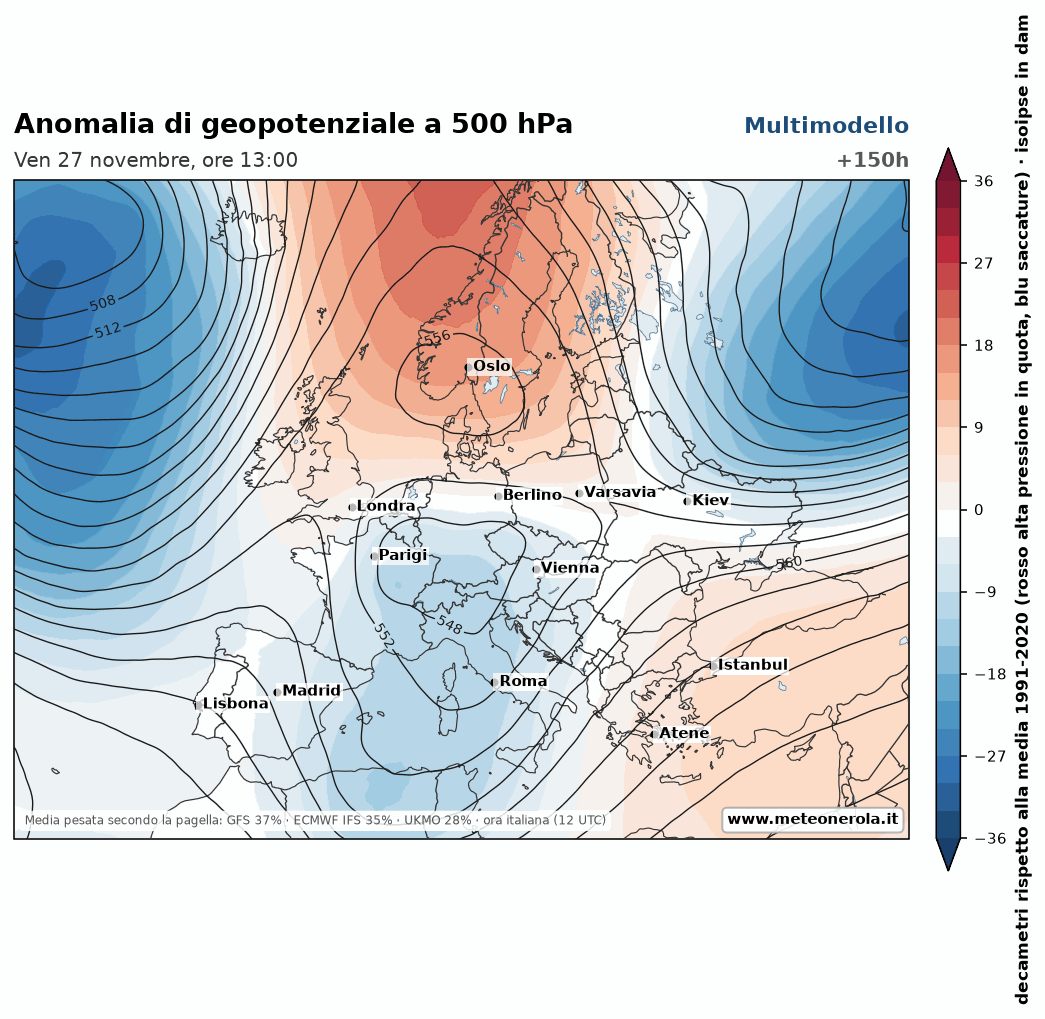 Anomalia di geopotenziale a 500 hPa
Multimodello
Ven 27 novembre, ore 13:00
+150h
508
512
556
Oslo
Londra
Berlino
Varsavia
Kiev
Parigi
Vienna
560
548
552
Madrid
Lisbona
Roma
Istanbul
Atene
Media pesata secondo la pagella: GFS 37% · ECMWF IFS 35% · UKMO 28% · ora italiana (12 UTC)
www.meteonerola.it
36
27
18
9
0
−9
−18
−27
−36
decametri rispetto alla media 1991-2020 (rosso alta pressione in quota, blu saccature) · isoipse in dam